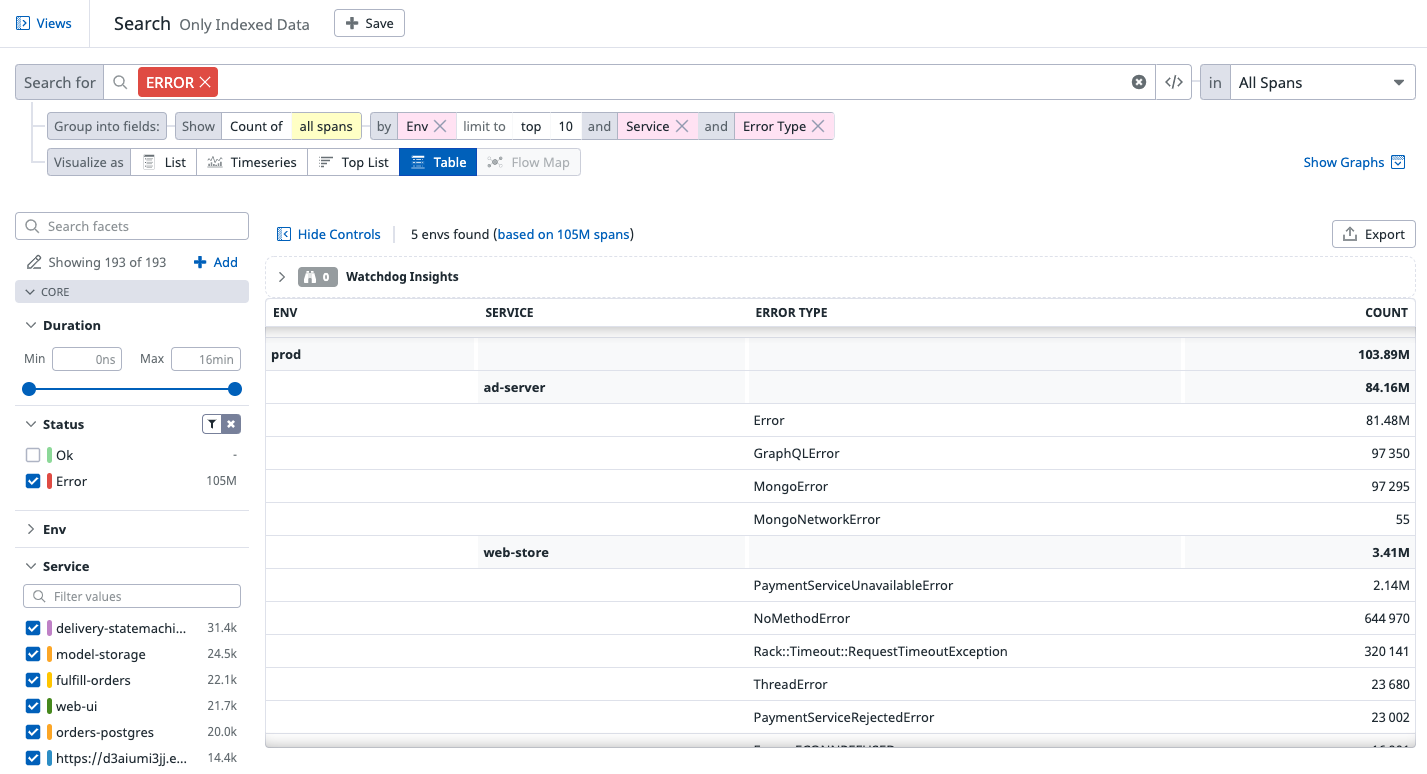 Views Search Only Indexed Data Save
Search for ERROR </> in All Spans
Group into fields: Show Count of all spans by Env limit to top 10 and Service and Error Type
Visualize as List Timeseries Top List Table Flow Map Show Graphs
Search facets
Showing 193 of 193 Add
CORE
Duration
Min 0ns Max 16min
Status
Ok -
Error 105M
Env
Service
Filter values
delivery-statemachi... 31.4k
model-storage 24.5k
fulfill-orders 22.1k
web-ui 21.7k
orders-postgres 20.0k
https://d3aiumi3jj.e... 14.4k
Hide Controls 5 envs found (based on 105M spans) Export
0 Watchdog Insights
ENV SERVICE ERROR TYPE COUNT
prod 103.89M
ad-server 84.16M
Error 81.48M
GraphQLError 97 350
MongoError 97 295
MongoNetworkError 55
web-store 3.41M
PaymentServiceUnavailableError 2.14M
NoMethodError 644 970
Rack::Timeout::RequestTimeoutException 320 141
ThreadError 23 680
PaymentServiceRejectedError 23 002